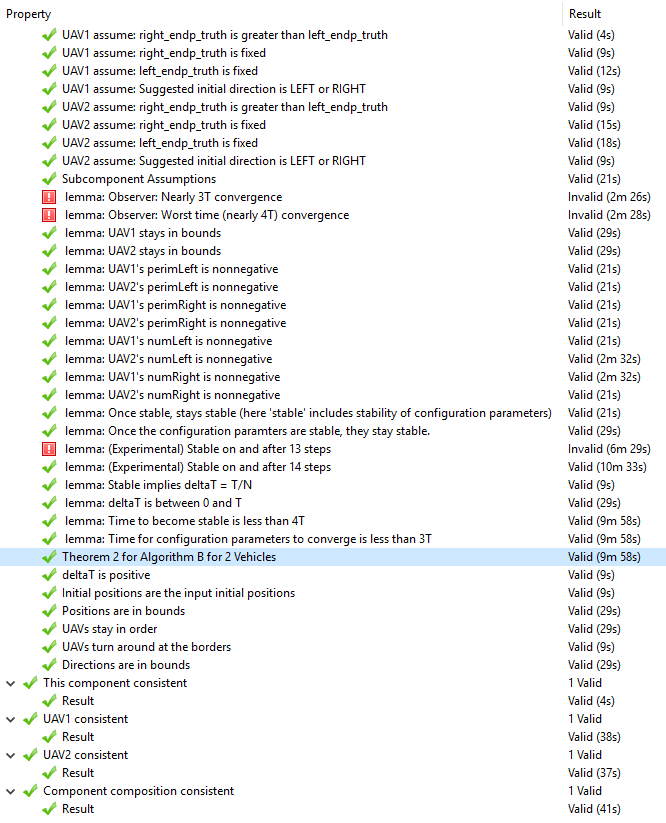 Property Result
UAV1 assume: right_endp_truth is greater than left_endp_truth Valid (4s)
UAV1 assume: right_endp_truth is fixed Valid (9s)
UAV1 assume: left_endp_truth is fixed Valid (12s)
UAV1 assume: Suggested initial direction is LEFT or RIGHT Valid (9s)
UAV2 assume: right_endp_truth is greater than left_endp_truth Valid (9s)
UAV2 assume: right_endp_truth is fixed Valid (15s)
UAV2 assume: left_endp_truth is fixed Valid (18s)
UAV2 assume: Suggested initial direction is LEFT or RIGHT Valid (9s)
Subcomponent Assumptions Valid (21s)
lemma: Observer: Nearly 3T convergence Invalid (2m 26s)
lemma: Observer: Worst time (nearly 4T) convergence Invalid (2m 28s)
lemma: UAV1 stays in bounds Valid (29s)
lemma: UAV2 stays in bounds Valid (29s)
lemma: UAV1's perimLeft is nonnegative Valid (21s)
lemma: UAV2's perimLeft is nonnegative Valid (21s)
lemma: UAV1's perimRight is nonnegative Valid (21s)
lemma: UAV2's perimRight is nonnegative Valid (21s)
lemma: UAV1's numLeft is nonnegative Valid (21s)
lemma: UAV2's numLeft is nonnegative Valid (2m 32s)
lemma: UAV1's numRight is nonnegative Valid (2m 32s)
lemma: UAV2's numRight is nonnegative Valid (21s)
lemma: Once stable, stays stable (here 'stable' includes stability of configuration parameters) Valid (21s)
lemma: Once the configuration paramters are stable, they stay stable. Valid (29s)
lemma: (Experimental) Stable on and after 13 steps Invalid (6m 29s)
lemma: (Experimental) Stable on and after 14 steps Valid (10m 33s)
lemma: Stable implies deltaT = T/N Valid (9s)
lemma: deltaT is between 0 and T Valid (29s)
lemma: Time to become stable is less than 4T Valid (9m 58s)
lemma: Time for configuration parameters to converge is less than 3T Valid (9m 58s)
Theorem 2 for Algorithm B for 2 Vehicles Valid (9m 58s)
deltaT is positive Valid (9s)
Initial positions are the input initial positions Valid (9s)
Positions are in bounds Valid (29s)
UAVs stay in order Valid (29s)
UAVs turn around at the borders Valid (9s)
Directions are in bounds Valid (29s)
This component consistent 1 Valid
Result Valid (4s)
UAV1 consistent 1 Valid
Result Valid (38s)
UAV2 consistent 1 Valid
Result Valid (37s)
Component composition consistent 1 Valid
Result Valid (41s)